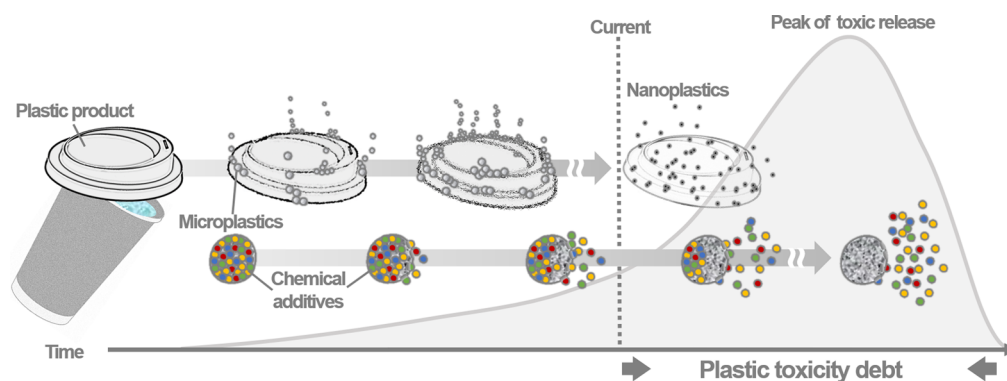 Peak of toxic release
Current
Nanoplastics
Plastic product
Microplastics
Chemical
additives
Time
Plastic toxicity debt